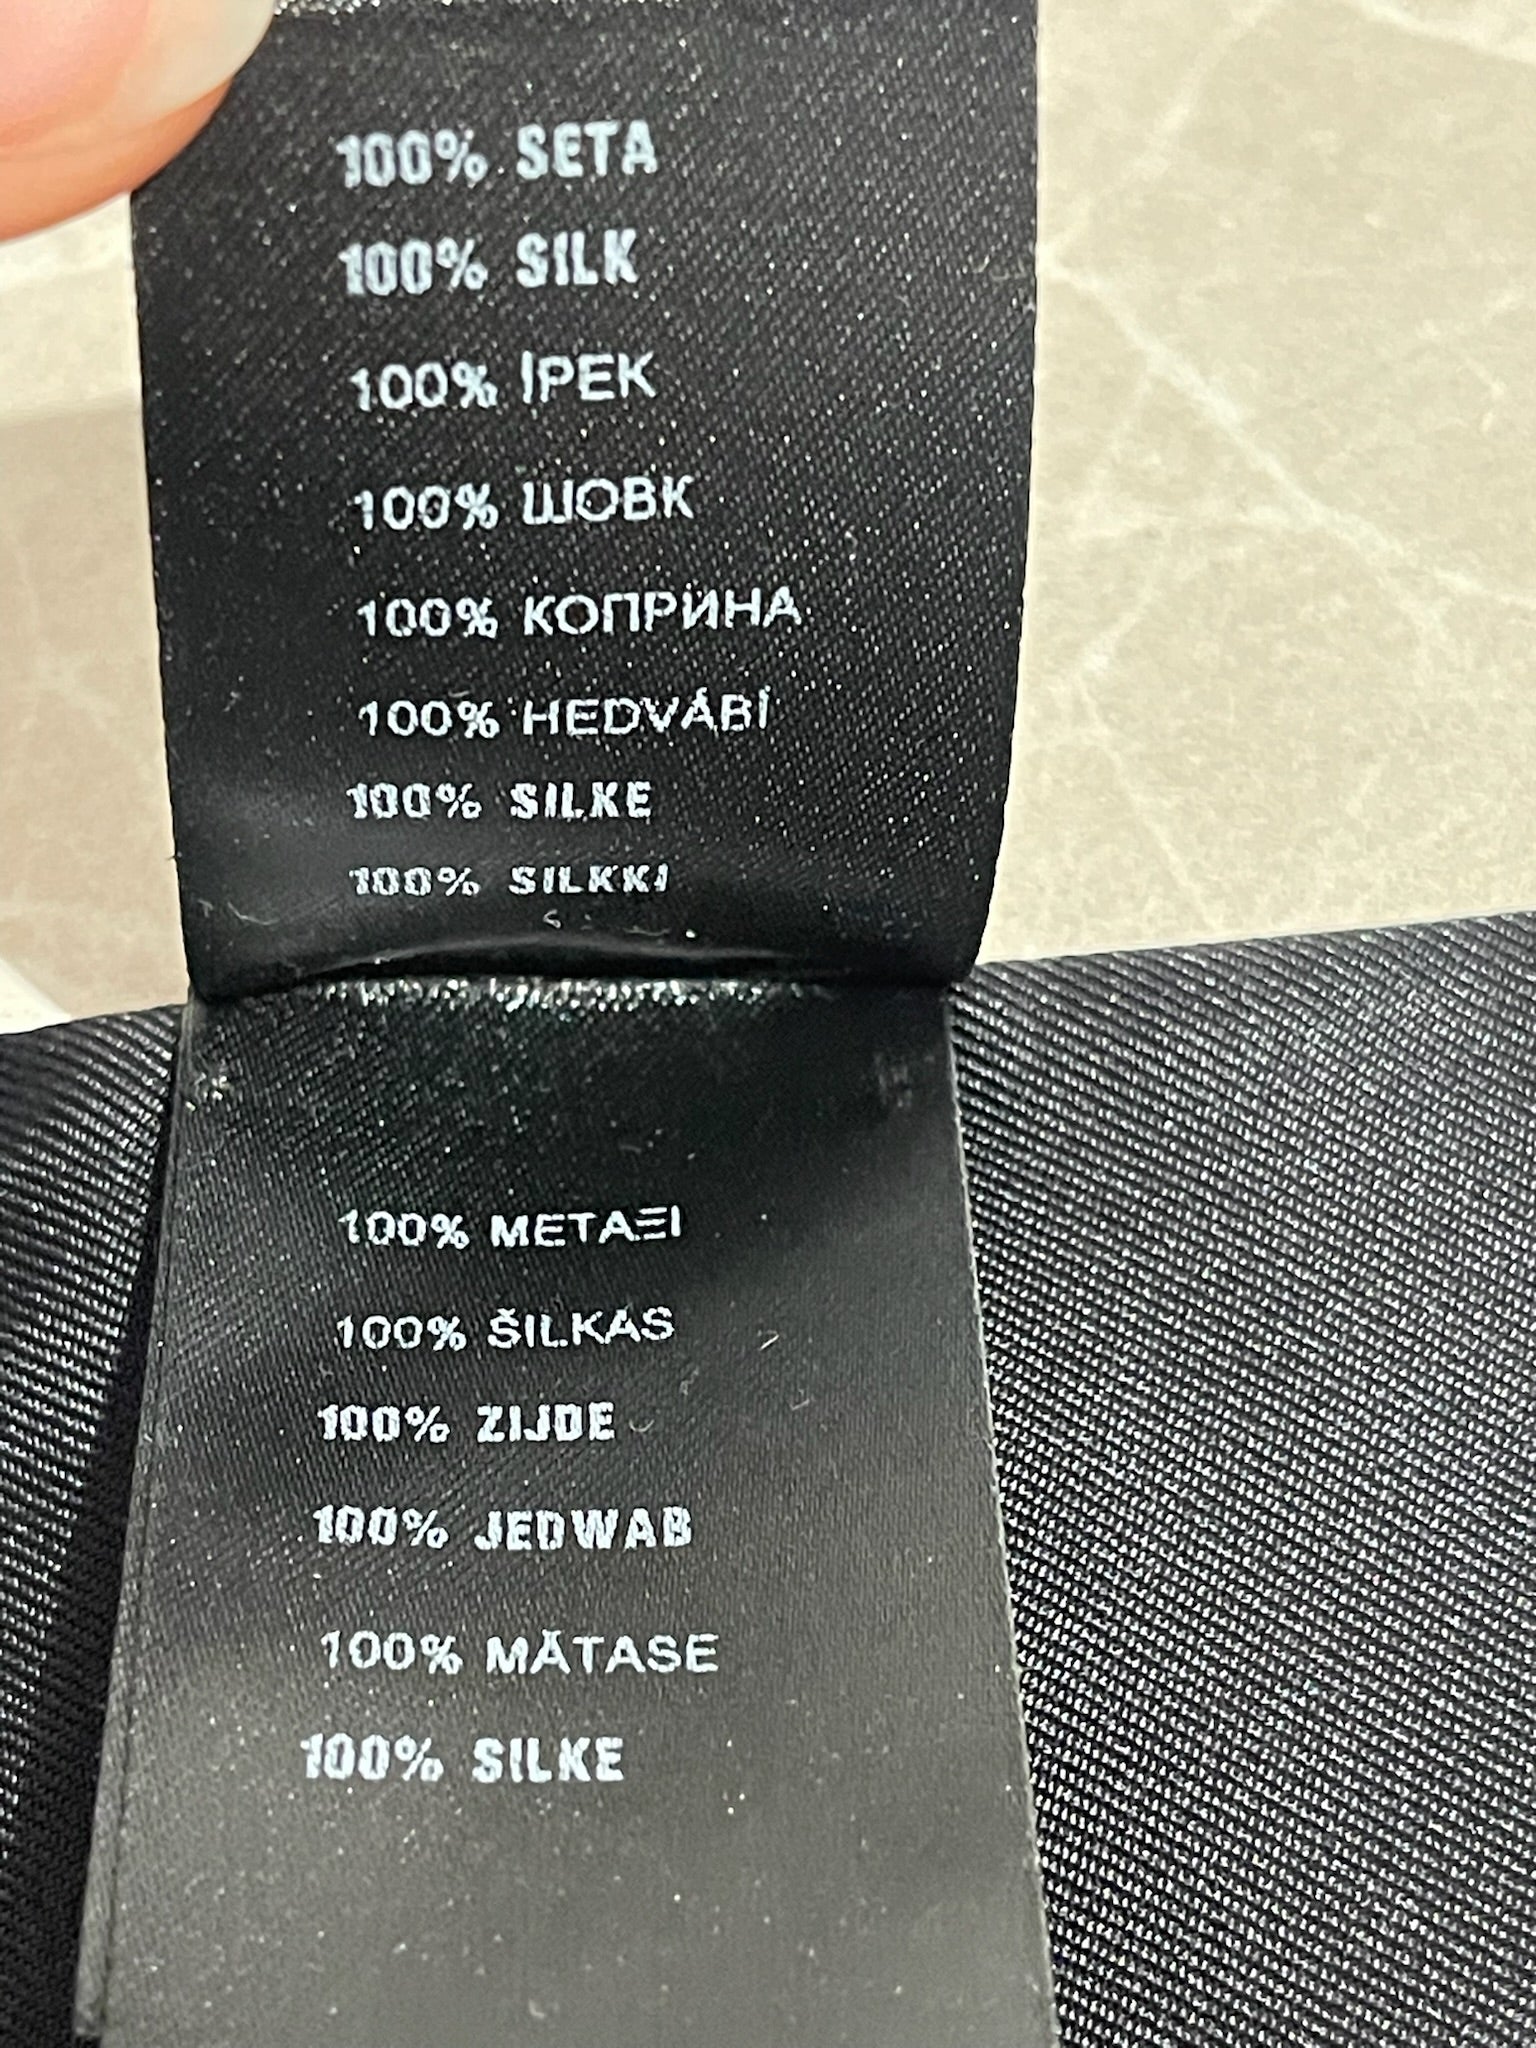 100% SETA
100% SILK
100% İPEK
100% ШОВК
100% КОПРИНА
100% HEDVÁBÍ
100% SILKE
100% SILKKI
100% ΜΕΤΑΞΙ
100% ŠILKAS
100% ZIJDE
100% JEDWAB
100% MĂTASE
100% SILKE